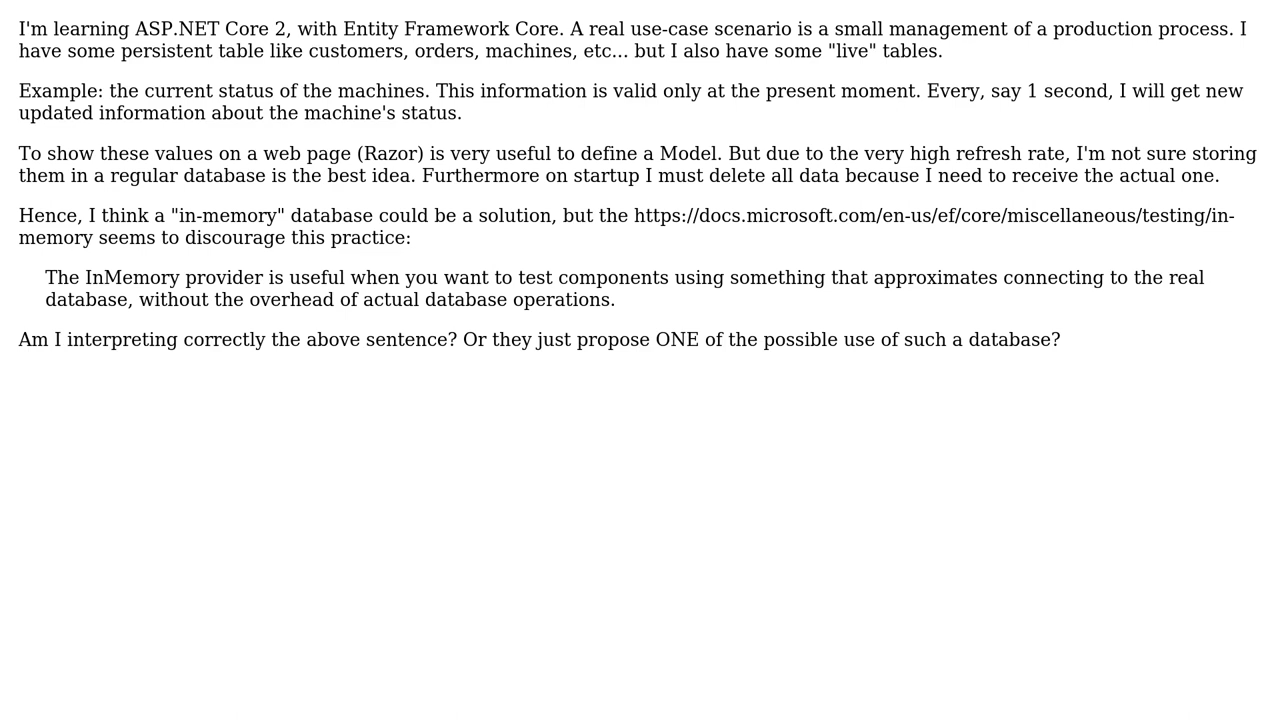 I'm learning ASP.NET Core 2, with Entity Framework Core. A real use-case scenario is a small management of a production process. I
have some persistent table like customers, orders, machines, etc... but I also have some "live" tables.
Example: the current status of the machines. This information is valid only at the present moment. Every, say 1 second, I will get new
updated information about the machine's status.
To show these values on a web page (Razor) is very useful to define a Model. But due to the very high refresh rate, I'm not sure storing
them in a regular database is the best idea. Furthermore on startup I must delete all data because I need to receive the actual one.
Hence, I think a "in-memory" database could be a solution, but the https://docs.microsoft.com/en-us/ef/core/miscellaneous/testing/in-
memory seems to discourage this practice:
The InMemory provider is useful when you want to test components using something that approximates connecting to the real
database, without the overhead of actual database operations.
Am I interpreting correctly the above sentence? Or they just propose ONE of the possible use of such a database?